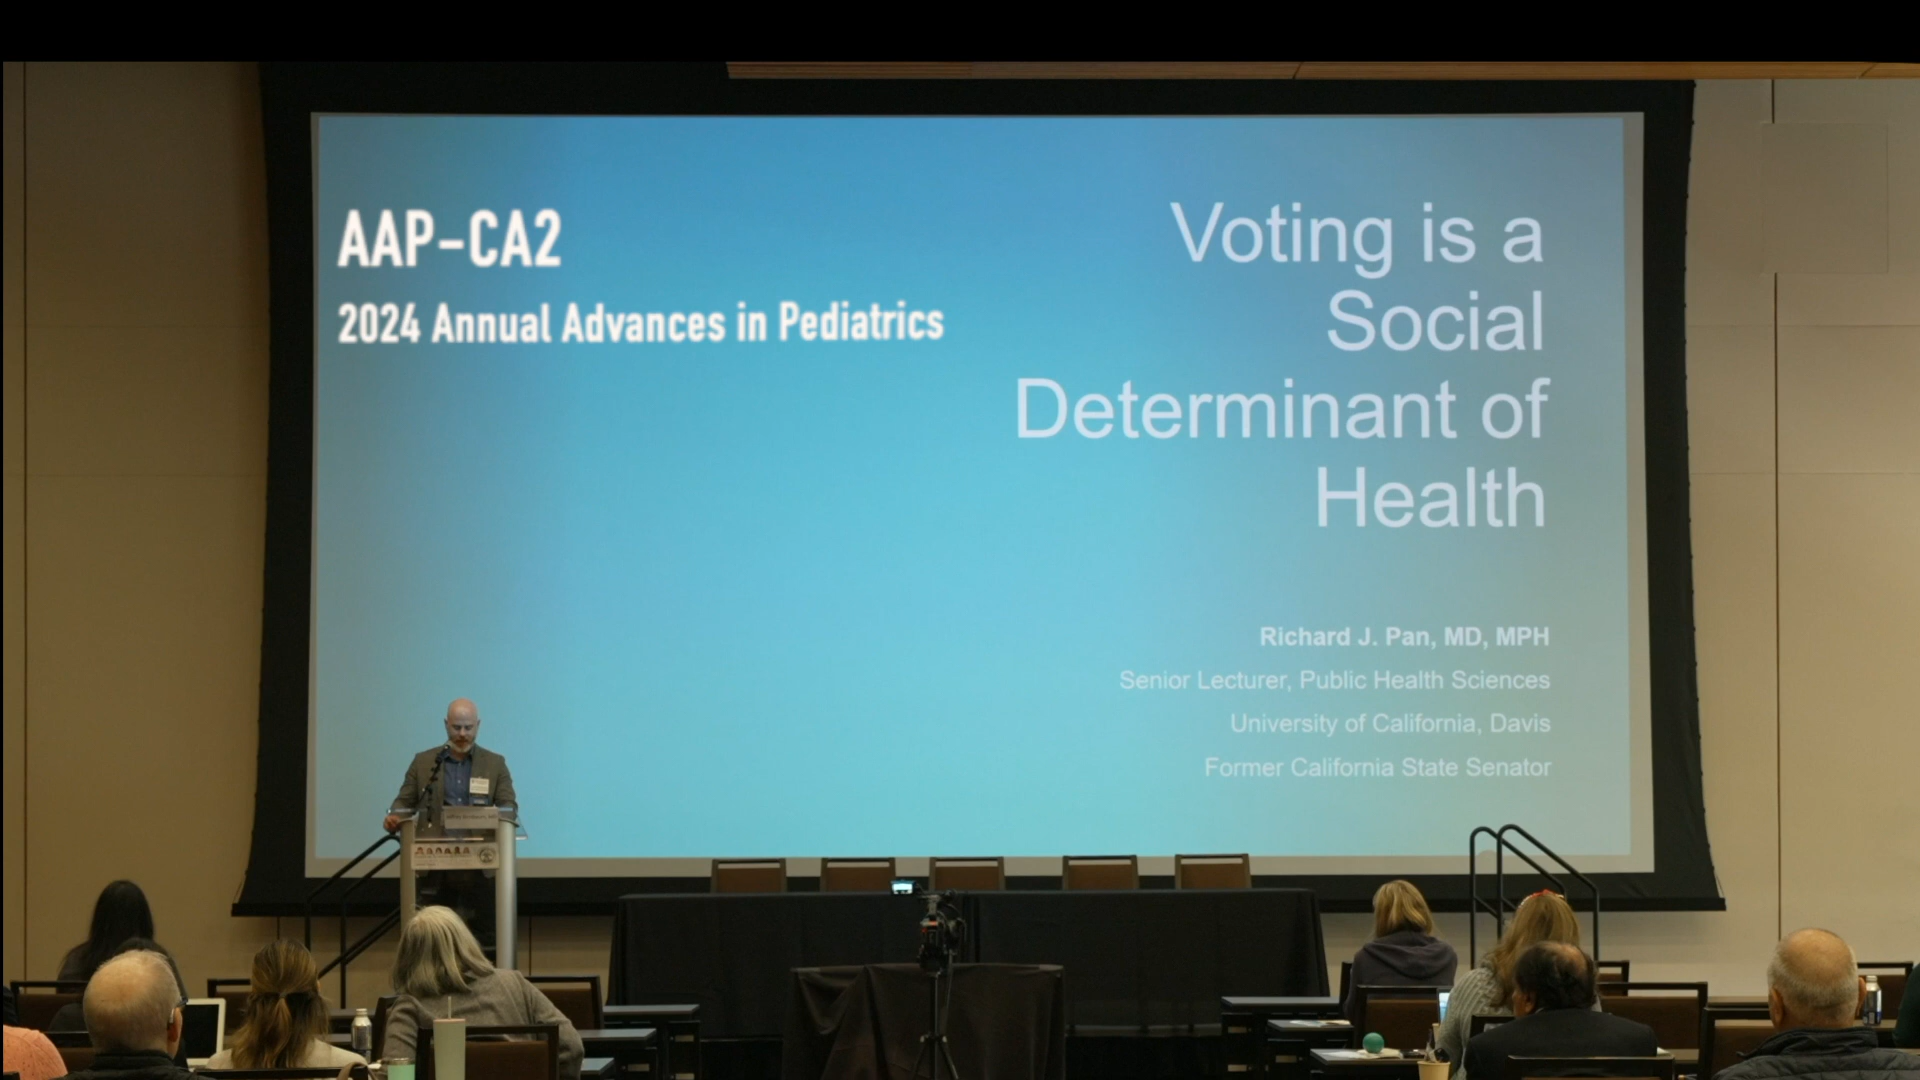 AAP-CA2
2024 Annual Advances in Pediatrics
Voting is a
Social
Determinant of
Health
Richard J. Pan, MD, MPH
Senior Lecturer, Public Health Sciences
University of California, Davis
Former California State Senator